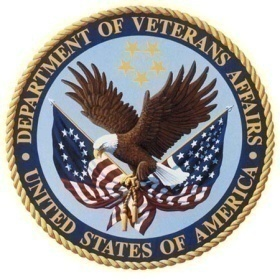 DEPARTMENT OF VETERANS AFFAIRS
UNITED STATES OF AMERICA